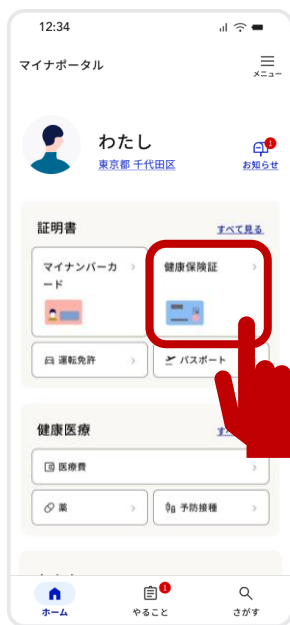 12:34
マイナポータル
メニュー
わたし
1
東京都 千代田区
お知らせ
証明書
すべて見る
マイナンバーカ
ード
健康保険証
運転免許
パスポート
健康医療
医療費
薬
予防接種
1
ホーム
やること
さがす